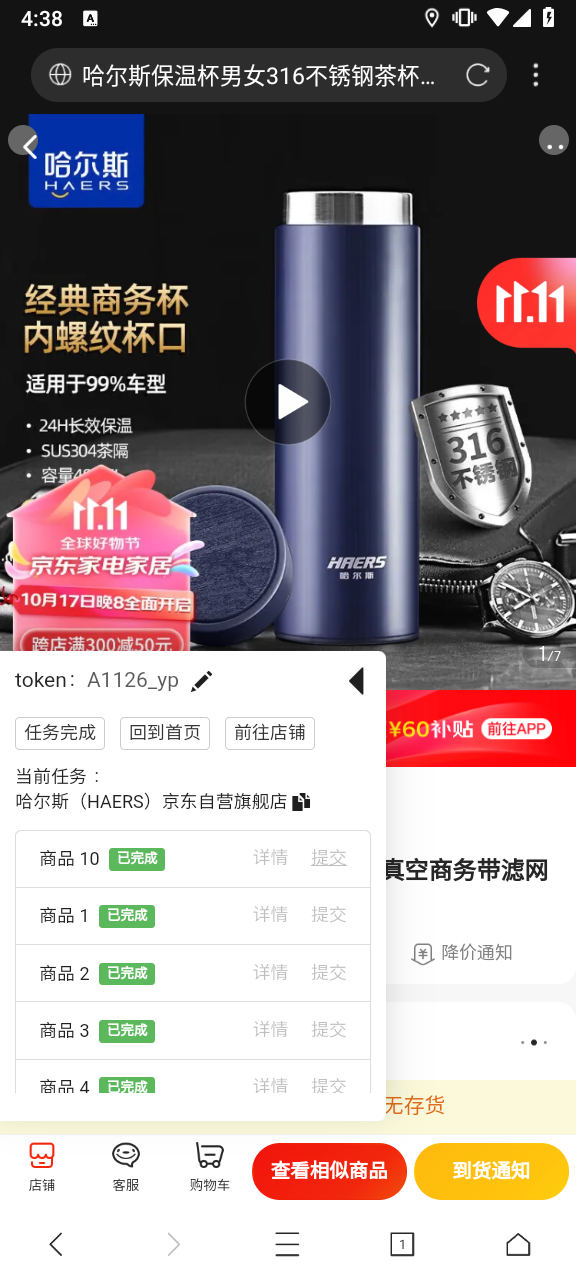 4:38
A
哈尔斯保温杯男女316不锈钢茶杯…
哈尔斯
HAERS
经典商务杯
内螺纹杯口
适用于99%车型
• 24H长效保温
• SUS304茶隔
• 容量
11.11
316
不锈钢
11.11
全球好物节
京东家电家居
10月17日晚8全面开启
跨店满300减50元
HAERS
哈尔斯
1/7
¥60补贴
前往APP
token： A1126_yp
任务完成 回到首页 前往店铺
当前任务：
哈尔斯（HAERS）京东自营旗舰店
商品 10 已完成 详情 提交
商品 1 已完成 详情 提交
商品 2 已完成 详情 提交
商品 3 已完成 详情 提交
商品 4 已完成 详情 提交
真空商务带滤网
降价通知
无存货
店铺 客服 购物车 查看相似商品 到货通知
1